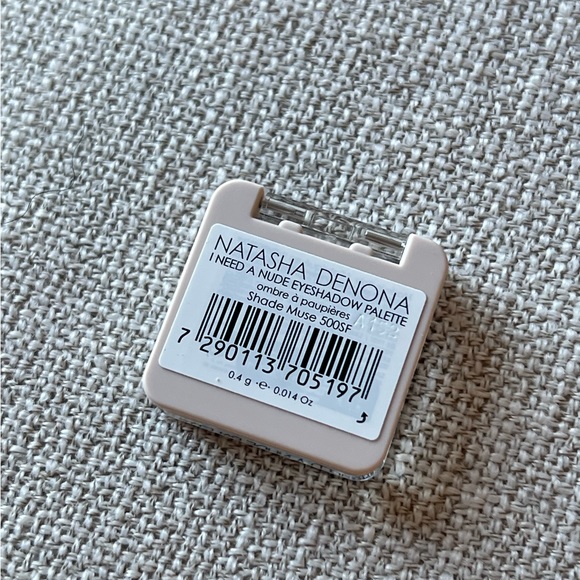 NATASHA DENONA
I NEED A NUDE EYESHADOW PALETTE
ombre à paupières
Shade Muse 500SF
7 290113 705197
0.4 g ·e· 0.014 Oz